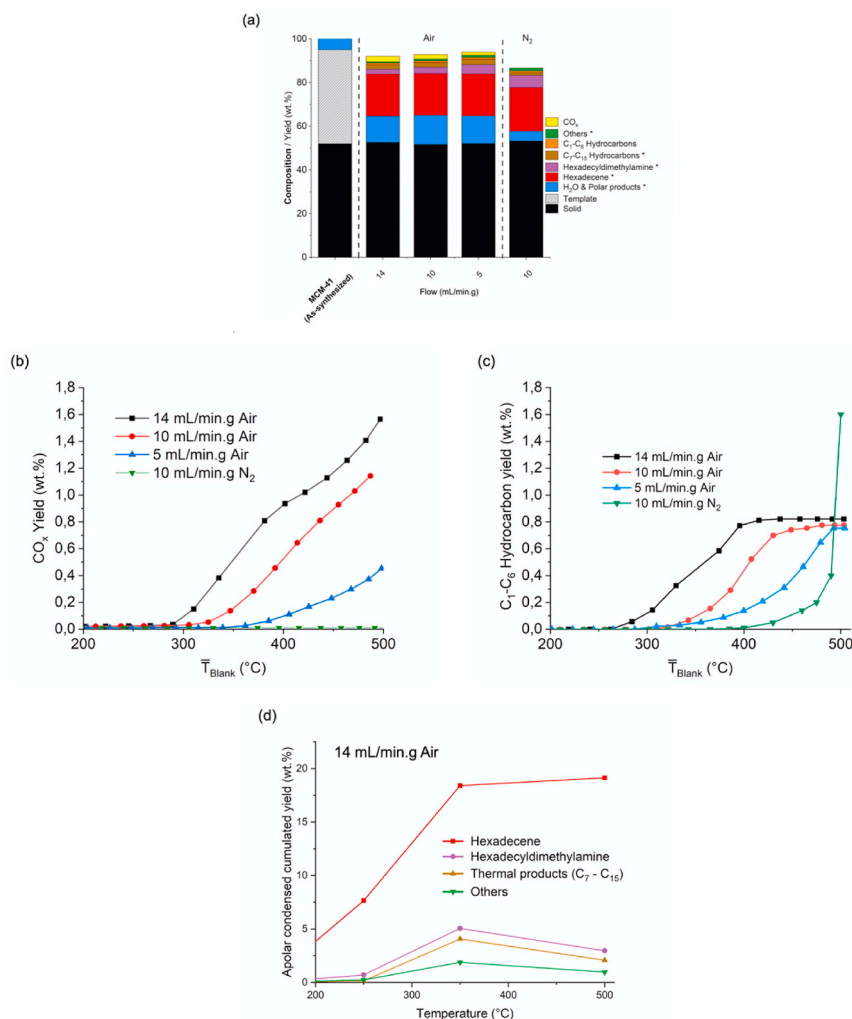 (a)
Air
N2
100
80
60
40
20
0
Composition / Yield (wt.%)
COx
Others *
C1-C6 Hydrocarbons
C7-C15 Hydrocarbons *
Hexadecyldimethylamine *
Hexadecene *
H2O & Polar products *
Template
Solid
MCM-41
(As-synthesized)
14
10
5
10
Flow (mL/min.g)
(b)
1,8
1,6
1,4
1,2
1,0
0,8
0,6
0,4
0,2
0,0
COx Yield (wt.%)
14 mL/min.g Air
10 mL/min.g Air
5 mL/min.g Air
10 mL/min.g N2
200
300
400
500
T̅Blank (°C)
(c)
1,8
1,6
1,4
1,2
1,0
0,8
0,6
0,4
0,2
0,0
C1-C6 Hydrocarbon yield (wt.%)
14 mL/min.g Air
10 mL/min.g Air
5 mL/min.g Air
10 mL/min.g N2
200
300
400
500
T̅Blank (°C)
(d)
14 mL/min.g Air
20
15
10
5
0
Apolar condensed cumulated yield (wt.%)
Hexadecene
Hexadecyldimethylamine
Thermal products (C7 - C15)
Others
200
300
400
500
Temperature (°C)